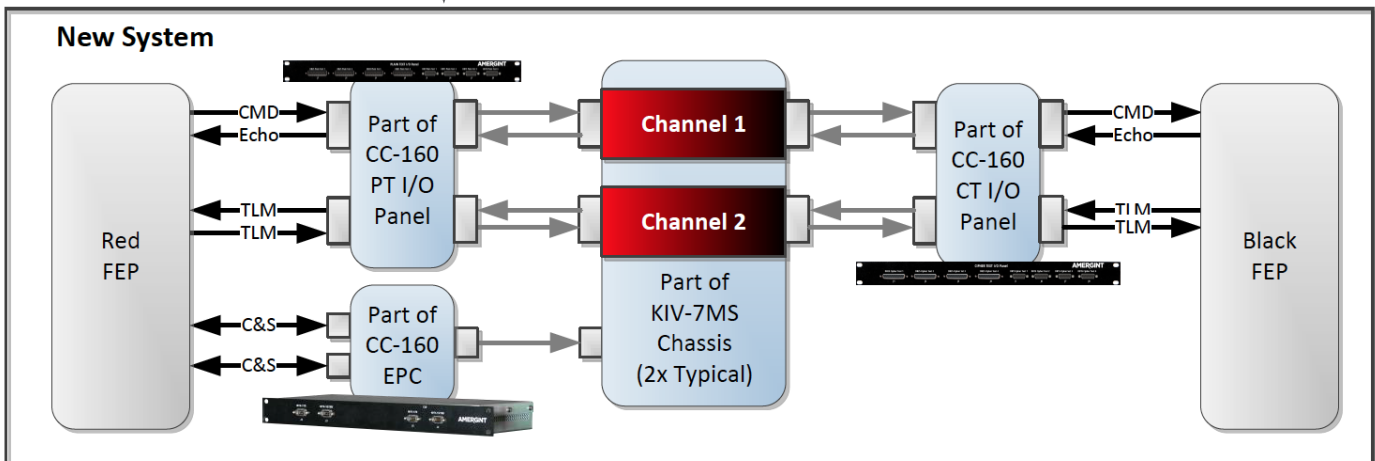 New System
AMERGINT
CMD
Echo
TLM
TLM
C&S
C&S
Red
FEP
Part of
CC-160
PT I/O
Panel
Part of
CC-160
EPC
AMERGINT
Channel 1
Channel 2
Part of
KIV-7MS
Chassis
(2x Typical)
Part of
CC-160
CT I/O
Panel
AMERGINT
CMD
Echo
TIM
TLM
Black
FEP